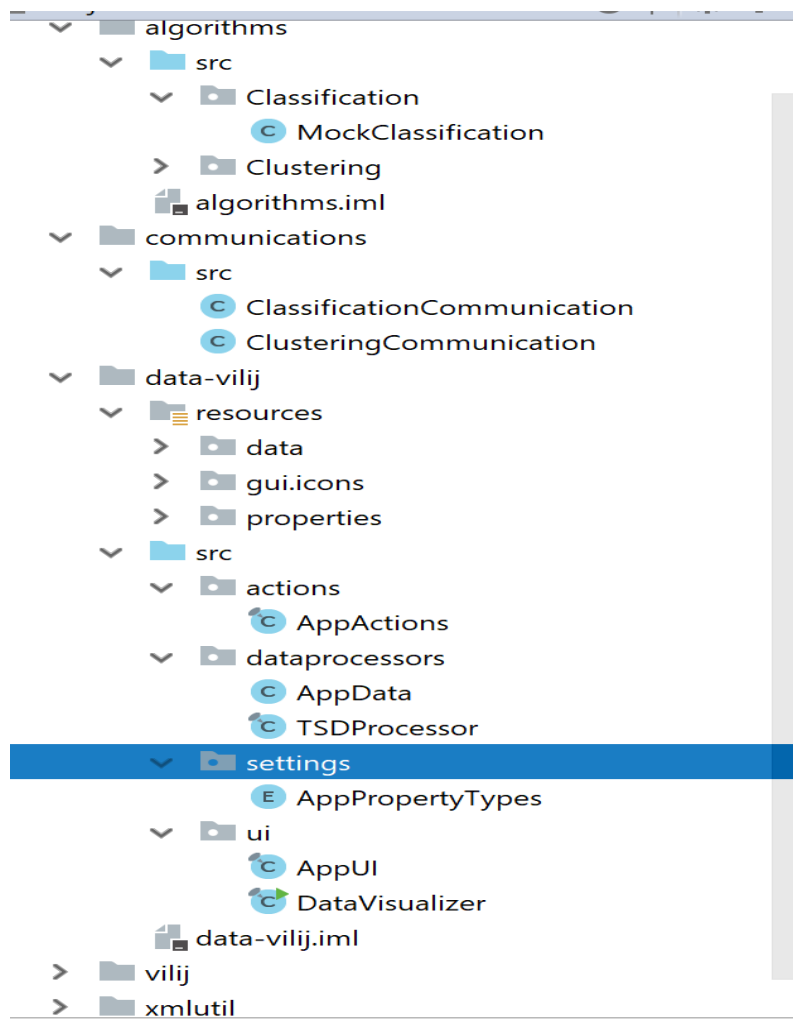 algorithms
src
Classification
C MockClassification
Clustering
algorithms.iml
communications
src
C ClassificationCommunication
C ClusteringCommunication
data-vilij
resources
data
gui.icons
properties
src
actions
C AppActions
dataprocessors
C AppData
C TSDProcessor
settings
E AppPropertyTypes
ui
C AppUI
C DataVisualizer
data-vilij.iml
vilij
xmlutil